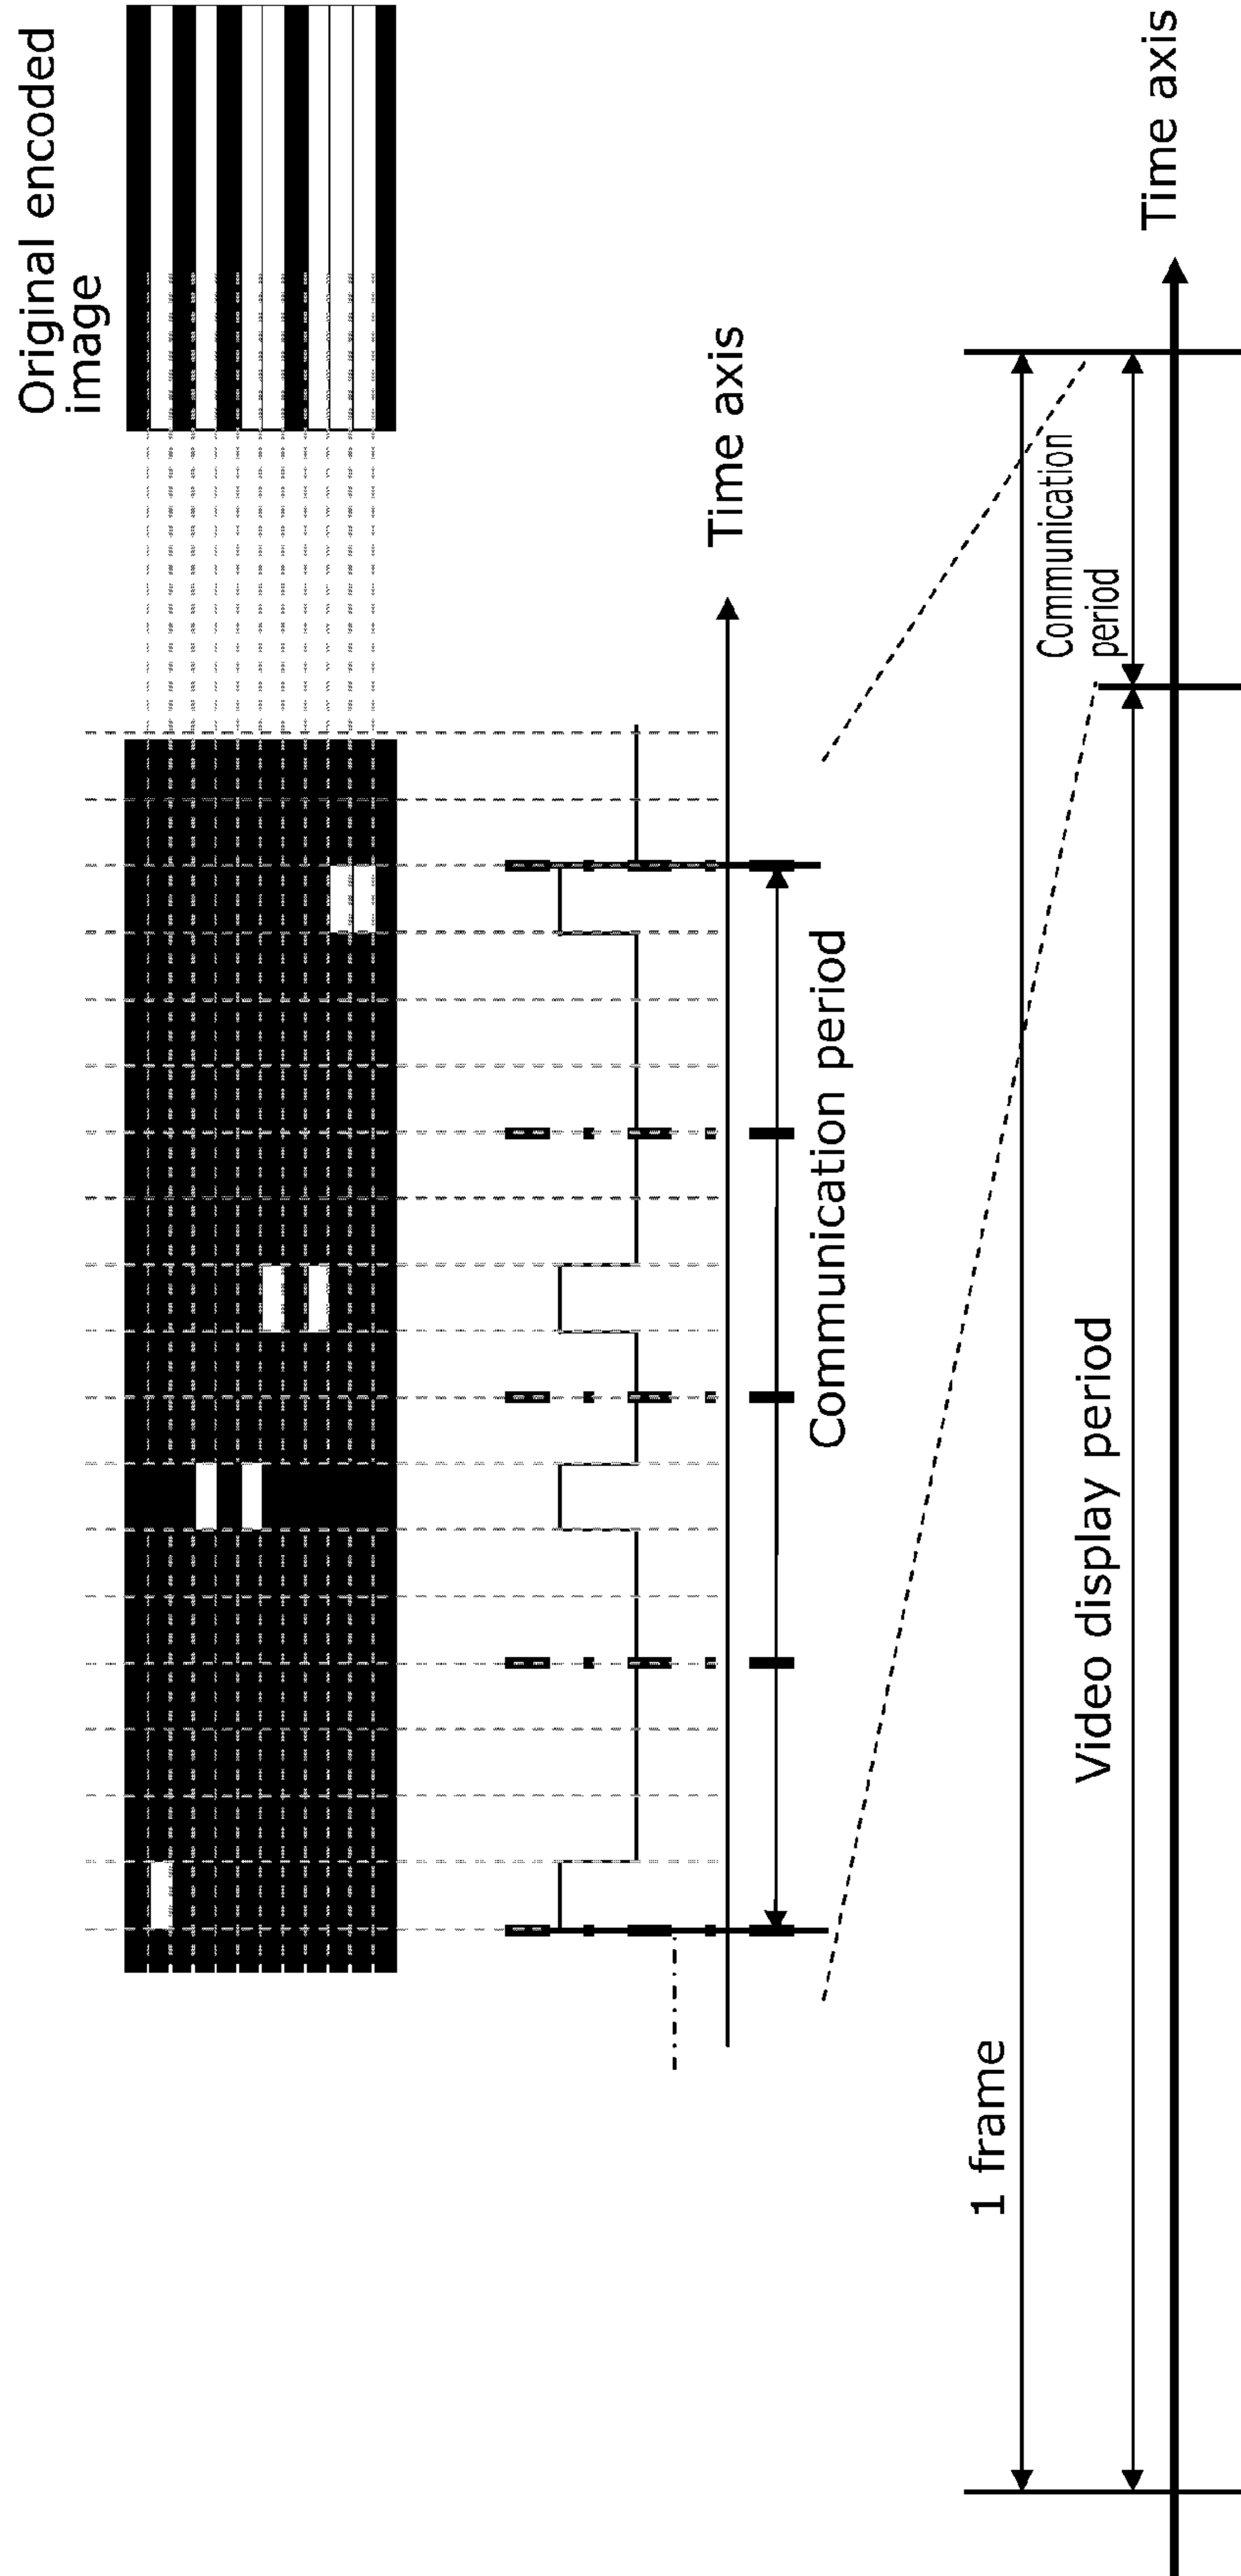 Original encoded
image
Time axis
Communication period
1 frame
Communication
period
Video display period
Time axis